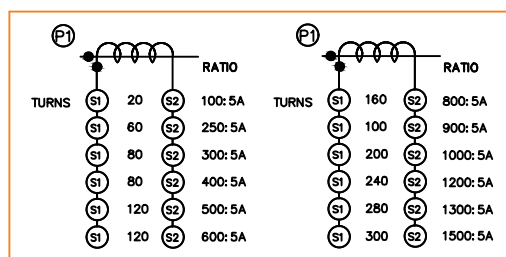 P1 P1
RATIO RATIO
TURNS S1 20 S2 100:5A TURNS S1 160 S2 800:5A
S1 60 S2 250:5A S1 100 S2 900:5A
S1 80 S2 300:5A S1 200 S2 1000:5A
S1 80 S2 400:5A S1 240 S2 1200:5A
S1 120 S2 500:5A S1 280 S2 1300:5A
S1 120 S2 600:5A S1 300 S2 1500:5A